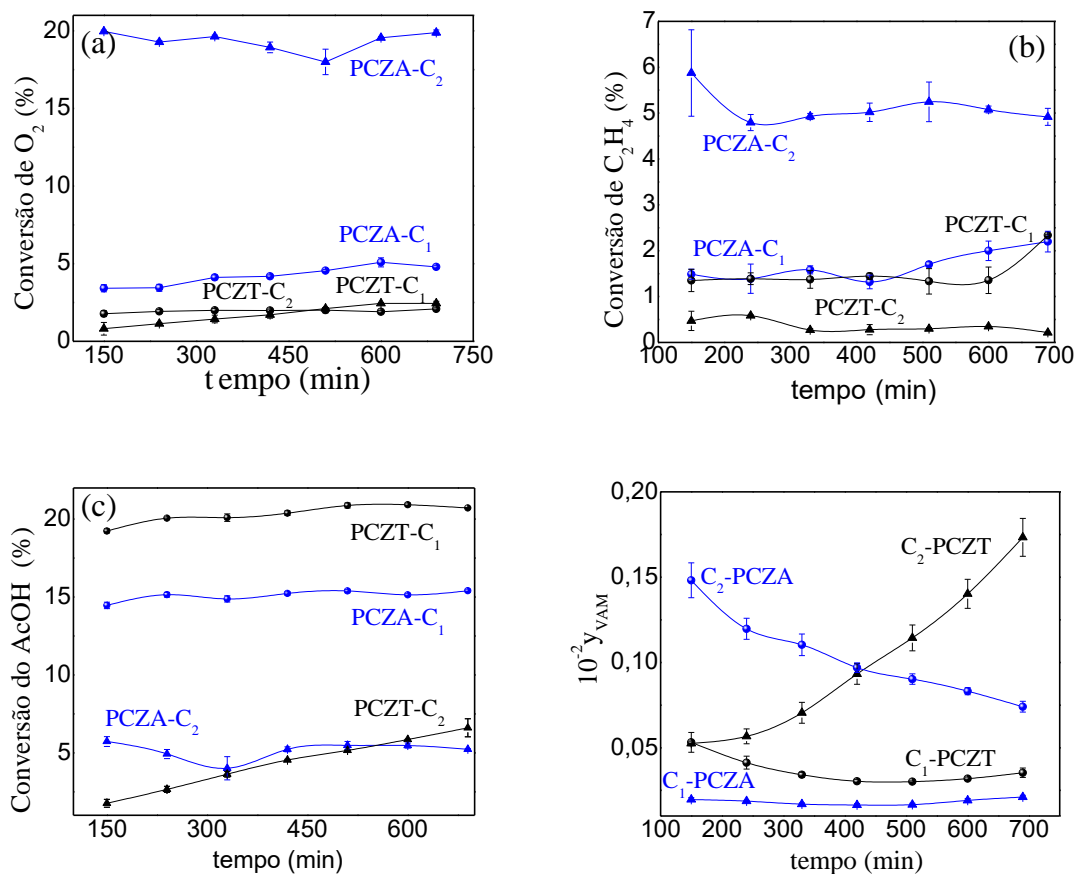 (a)
Conversão de O₂ (%)
20
15
10
5
0
PCZA-C₂
PCZA-C₁
PCZT-C₂
PCZT-C₁
150 300 450 600 750
tempo (min)
(b)
Conversão de C₂H₄ (%)
7
6
5
4
3
2
1
0
PCZA-C₂
PCZT-C₁
PCZA-C₁
PCZT-C₂
100 200 300 400 500 600 700
tempo (min)
(c)
Conversão do AcOH (%)
20
15
10
5
PCZT-C₁
PCZA-C₁
PCZT-C₂
PCZA-C₂
150 300 450 600
tempo (min)
10⁻²y_VAM
0,20
0,15
0,10
0,05
C₂-PCZT
C₂-PCZA
C₁-PCZT
C₁-PCZA
100 200 300 400 500 600 700
tempo (min)